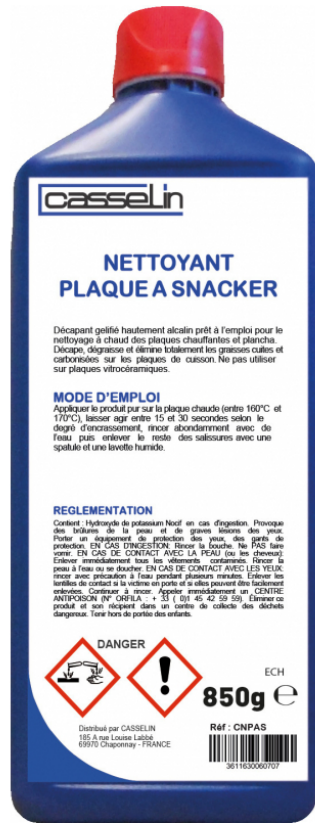 casselin
NETTOYANT
PLAQUE A SNACKER
Décapant gélifié hautement alcalin prêt à l'emploi pour le
nettoyage à chaud des plaques chauffantes et plancha.
Décape, dégraisse et élimine totalement les graisses cuites et
carbonisées sur les plaques de cuisson. Ne pas utiliser
sur plaques vitrocéramiques.
MODE D'EMPLOI
Appliquer le produit pur sur la plaque chaude (entre 160°C et
170°C), laisser agir entre 15 et 30 secondes selon le
degré d'encrassement, rincer abondamment avec de
l'eau puis enlever le reste des salissures avec une
spatule et une lavette humide.
REGLEMENTATION
Contient : Hydroxyde de potassium Nocif en cas d'ingestion. Provoque
des brûlures de la peau et de graves lésions des yeux.
Porter un équipement de protection des yeux, des gants de
protection. EN CAS D'INGESTION: Rincer la bouche. Ne PAS faire
vomir. EN CAS DE CONTACT AVEC LA PEAU (ou les cheveux):
Enlever immédiatement tous les vêtements contaminés. Rincer la
peau à l'eau ou se doucher. EN CAS DE CONTACT AVEC LES YEUX:
rincer avec précaution à l'eau pendant plusieurs minutes. Enlever les
lentilles de contact si la victime en porte et si elles peuvent être facilement
enlevées. Continuer à rincer. Appeler immédiatement un CENTRE
ANTIPOISON (N° ORFILA : + 33 ( 0)1 45 42 59 59). Éliminer ce
produit et son récipient dans un centre de collecte des déchets
dangereux. Tenir hors de portée des enfants.
DANGER
ECH
850g e
Distribué par CASSELIN
185 A rue Louise Labbé
69970 Chaponnay - FRANCE
Réf : CNPAS
3611630060707